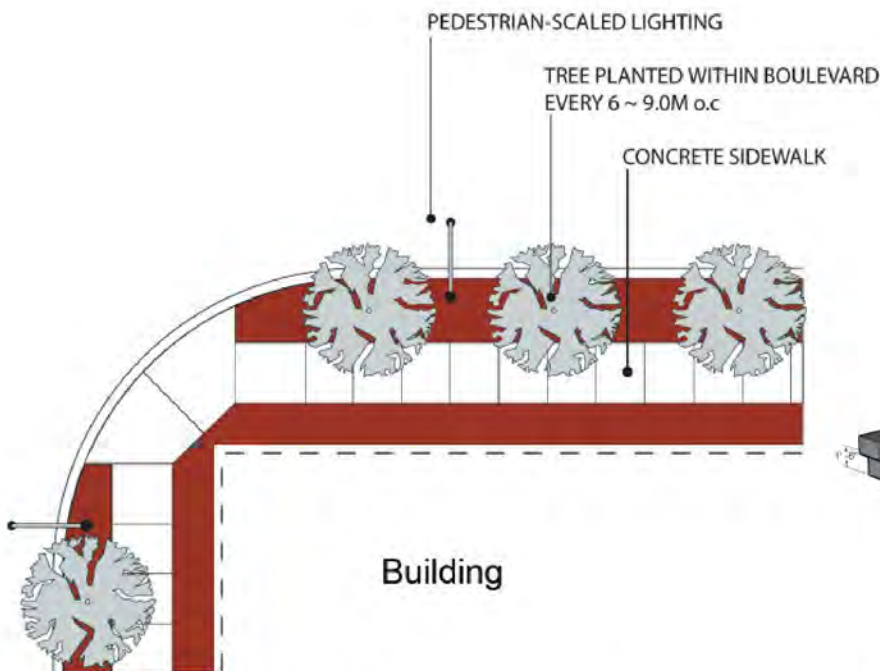 PEDESTRIAN-SCALED LIGHTING
TREE PLANTED WITHIN BOULEVARD
EVERY 6 ~ 9.0M o.c
CONCRETE SIDEWALK
Building